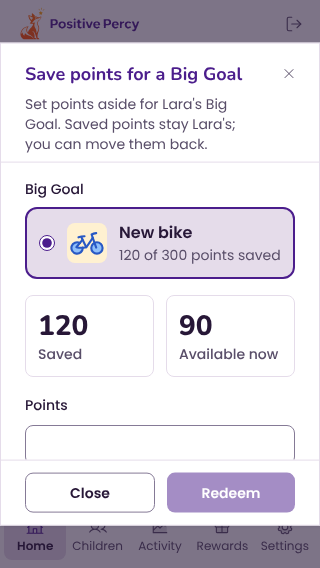 Positive Percy
Save points for a Big Goal
Set points aside for Lara's Big
Goal. Saved points stay Lara's;
you can move them back.
Big Goal
New bike
120 of 300 points saved
120
Saved
90
Available now
Points
Close
Redeem
Home
Children
Activity
Rewards
Settings